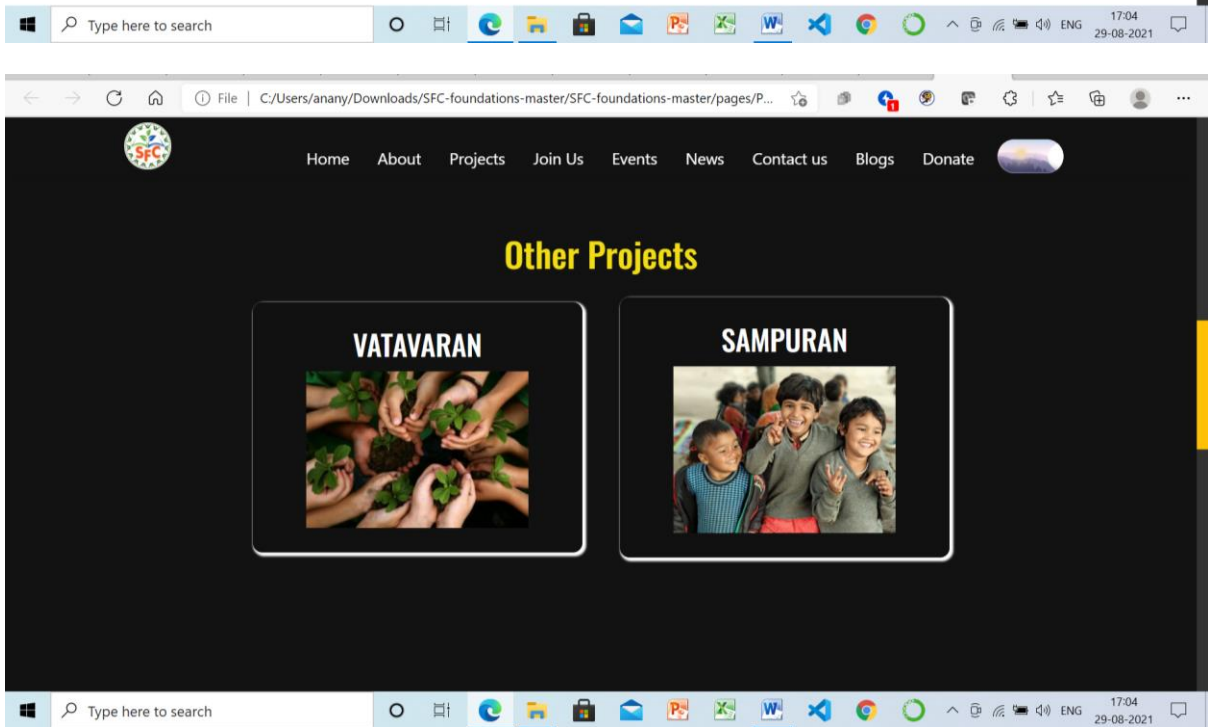 Type here to search
ENG
17:04
29-08-2021
File | C:/Users/anany/Downloads/SFC-foundations-master/SFC-foundations-master/pages/P...
1
SFC
Home About Projects Join Us Events News Contact us Blogs Donate
Other Projects
VATAVARAN
SAMPURAN
Type here to search
ENG
17:04
29-08-2021